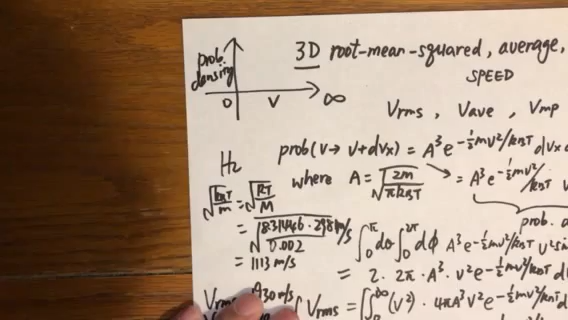 prob. density
0 v ∞
3D root-mean-squared, average,
SPEED
Vrms, Vave, Vmp
prob(v→ v+dvx) = A³e^(-½mv²/kBT) dvx
where A = √(2m/πkBT) = A³e^(-½mv²/kBT)
prob.
H2
√(kBT/m) = √(RT/M)
= √(8.31446·298/0.002) m/s
= 1113 m/s
∫₀^π dθ ∫₀^2π dϕ A³e^(-½mv²/kBT) v²
= 2·2π·A³·v²e^(-½mv²/kBT)
Vrms
Vrms = [∫₀^∞ (v²)·4πA³v²e^(-½mv²/